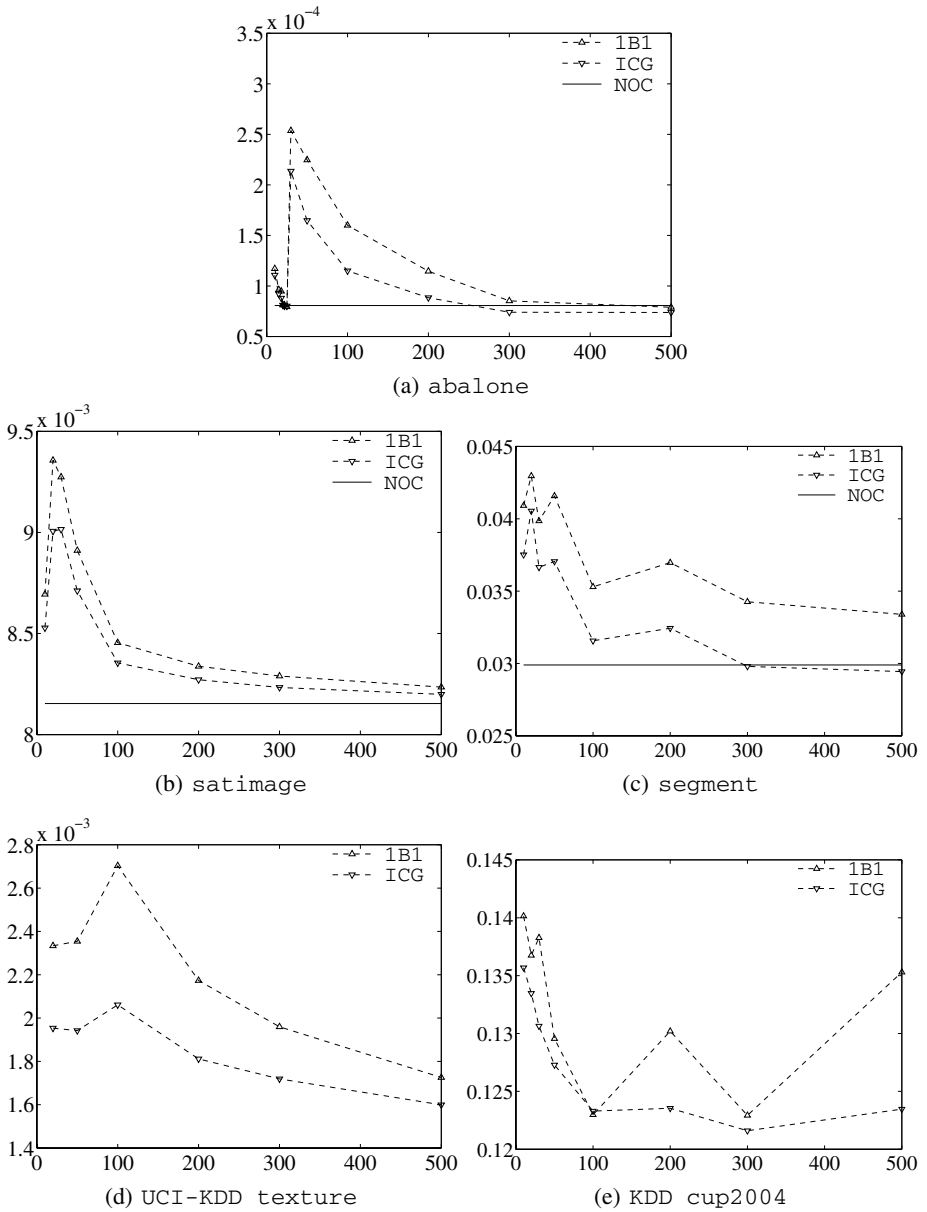 x 10⁻⁴
3.5
3
2.5
2
1.5
1
0.5
0 100 200 300 400 500
1B1
ICG
NOC
(a) abalone
x 10⁻³
9.5
9
8.5
8
0 100 200 300 400 500
1B1
ICG
NOC
(b) satimage
0.045
0.04
0.035
0.03
0.025
0 100 200 300 400 500
1B1
ICG
NOC
(c) segment
x 10⁻³
2.8
2.6
2.4
2.2
2
1.8
1.6
1.4
0 100 200 300 400 500
1B1
ICG
(d) UCI-KDD texture
0.145
0.14
0.135
0.13
0.125
0.12
0 100 200 300 400 500
1B1
ICG
(e) KDD cup2004